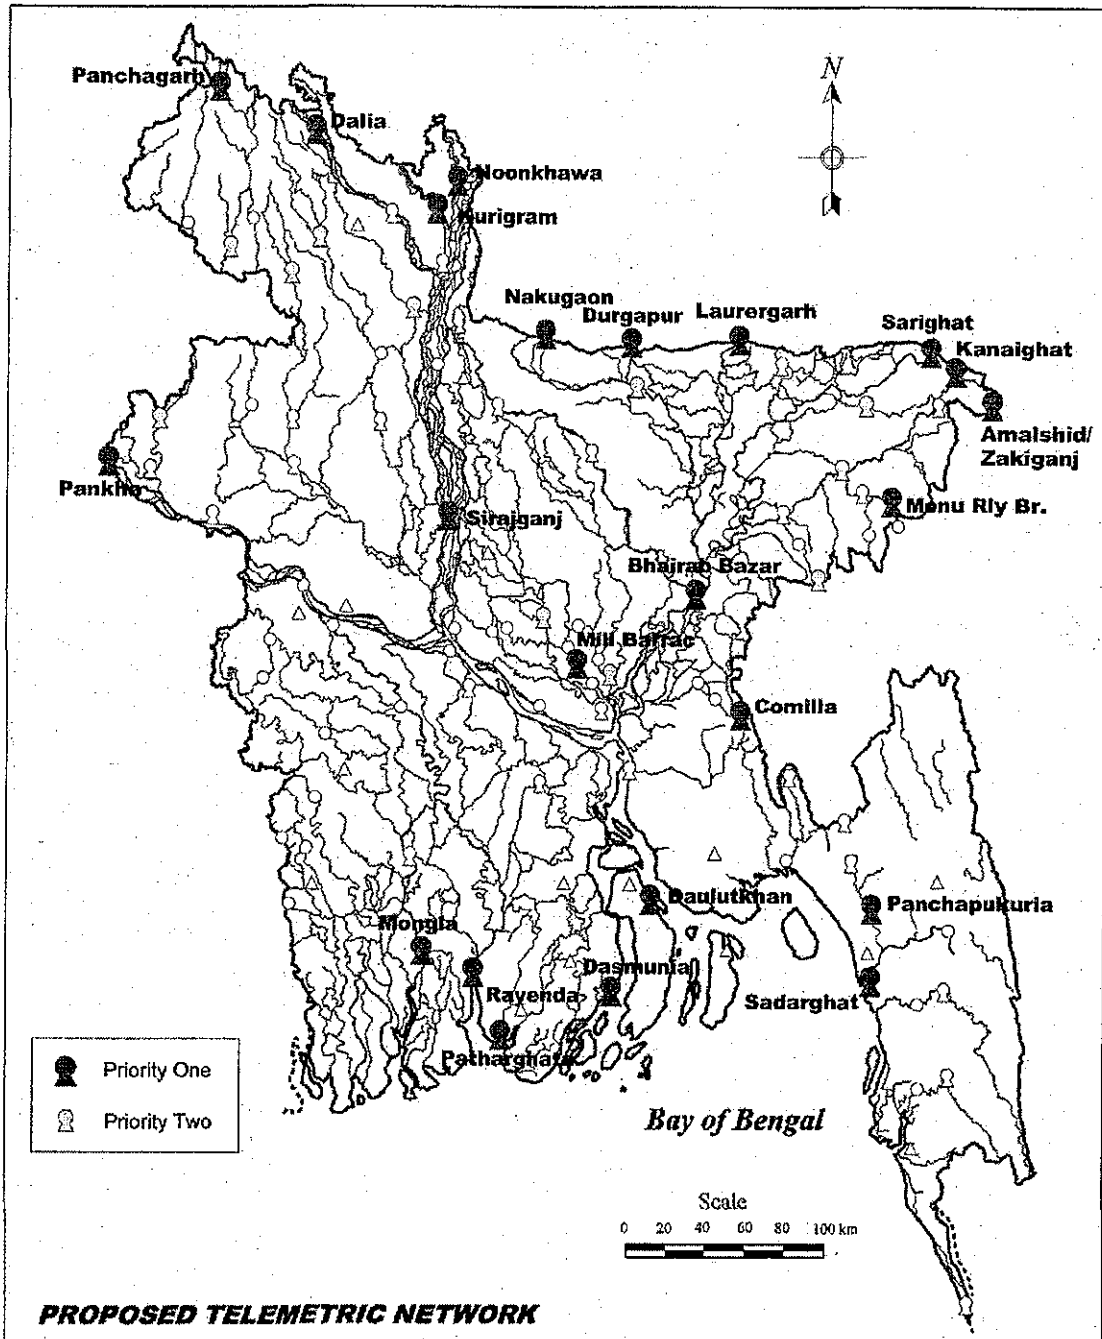 N
Panchagarh
Dalia
Noonkhawa
Kurigram
Nakugaon
Durgapur
Laurergarh
Sarighat
Kanaighat
Amalshid/
Zakiganj
Pankha
Sirajganj
Monu Rly Br.
Bhairab Bazar
Mill Barrac
Comilla
Daulutkhan
Panchapukuria
Mongla
Rayenda
Dasmunia
Sadarghat
Patharghata
Priority One
Priority Two
Bay of Bengal
Scale
0 20 40 60 80 100 km
PROPOSED TELEMETRIC NETWORK